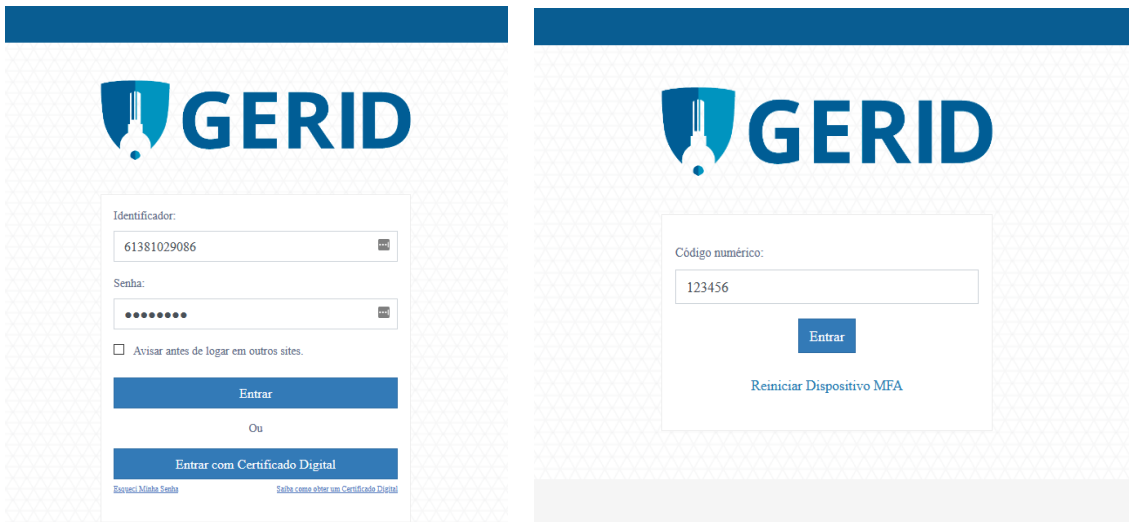 GERID
Identificador:
61381029086
Senha:
Avisar antes de logar em outros sites.
Entrar
Ou
Entrar com Certificado Digital
Esqueci Minha Senha
Saiba como obter um Certificado Digital
GERID
Código numérico:
123456
Entrar
Reiniciar Dispositivo MFA